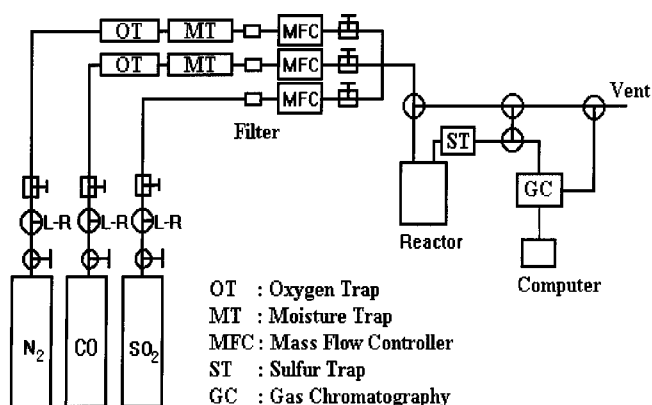 OT MT MFC
OT MT MFC
MFC
Filter
Vent
ST
GC
Reactor
Computer
L-R L-R L-R
N2 CO SO2
OT : Oxygen Trap
MT : Moisture Trap
MFC : Mass Flow Controller
ST : Sulfur Trap
GC : Gas Chromatography